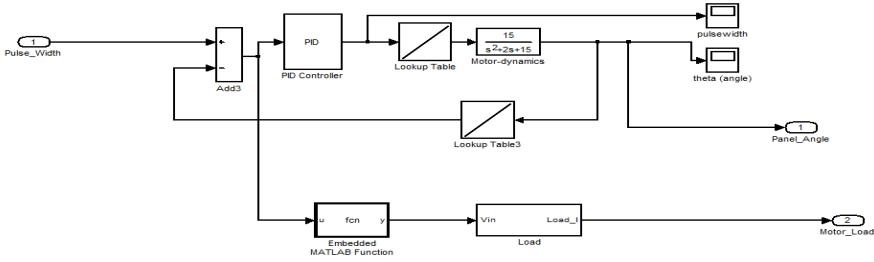 1
Pulse_Width
+
−
Add3
PID
PID Controller
Lookup Table
15
s2+2s+15
Motor-dynamics
pulsewidth
theta (angle)
Lookup Table3
1
Panel_Angle
u fcn y
Embedded
MATLAB Function
Vin Load_I
Load
2
Motor_Load